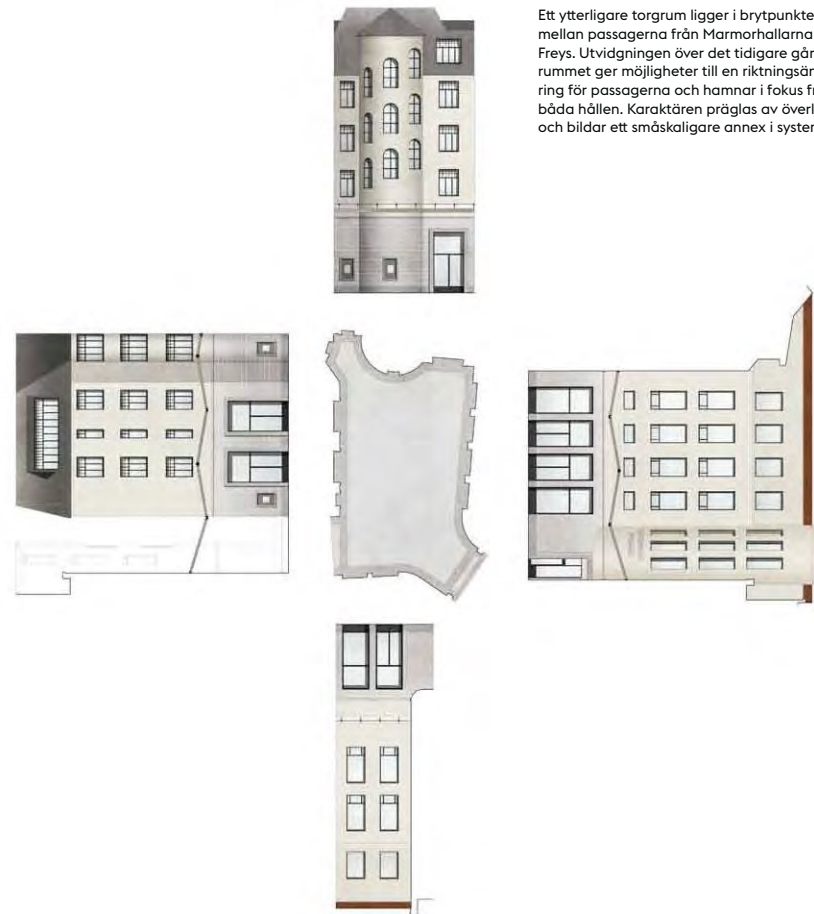 Ett ytterligare torgrum ligger i brytpunkte
mellan passagerna från Marmorhallarna
Freys. Utvidgningen över det tidigare går
rummet ger möjligheter till en riktningsän
ring för passagerna och hamnar i fokus fr
båda hållen. Karaktären präglas av överl
och bildar ett småskaligare annex i system